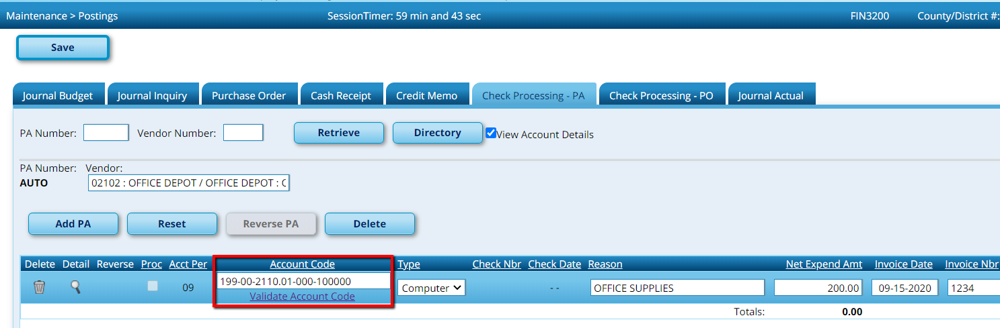 Maintenance > Postings SessionTimer: 59 min and 43 sec FIN3200 County/District #:
Save
Journal Budget Journal Inquiry Purchase Order Cash Receipt Credit Memo Check Processing - PA Check Processing - PO Journal Actual
PA Number: Vendor Number: Retrieve Directory View Account Details
PA Number: Vendor:
AUTO 02102 : OFFICE DEPOT / OFFICE DEPOT : C
Add PA Reset Reverse PA Delete
Delete Detail Reverse Proc Acct Per Account Code Type Check Nbr Check Date Reason Net Expend Amt Invoice Date Invoice Nbr
09 199-00-2110.01-000-100000 Computer - - OFFICE SUPPLIES 200.00 09-15-2020 1234
Validate Account Code
Totals: 0.00